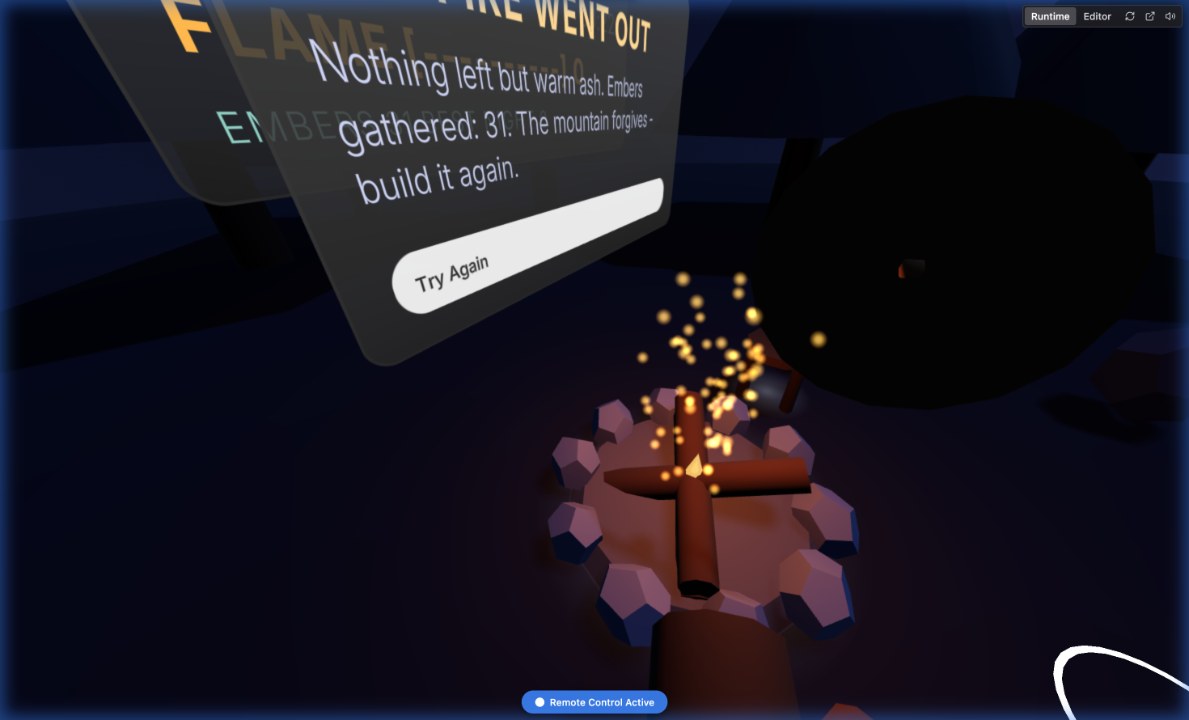 Runtime Editor
FIRE WENT OUT
FLAME
Nothing left but warm ash. Embers
gathered: 31. The mountain forgives -
build it again.
EMBERS
Try Again
Remote Control Active